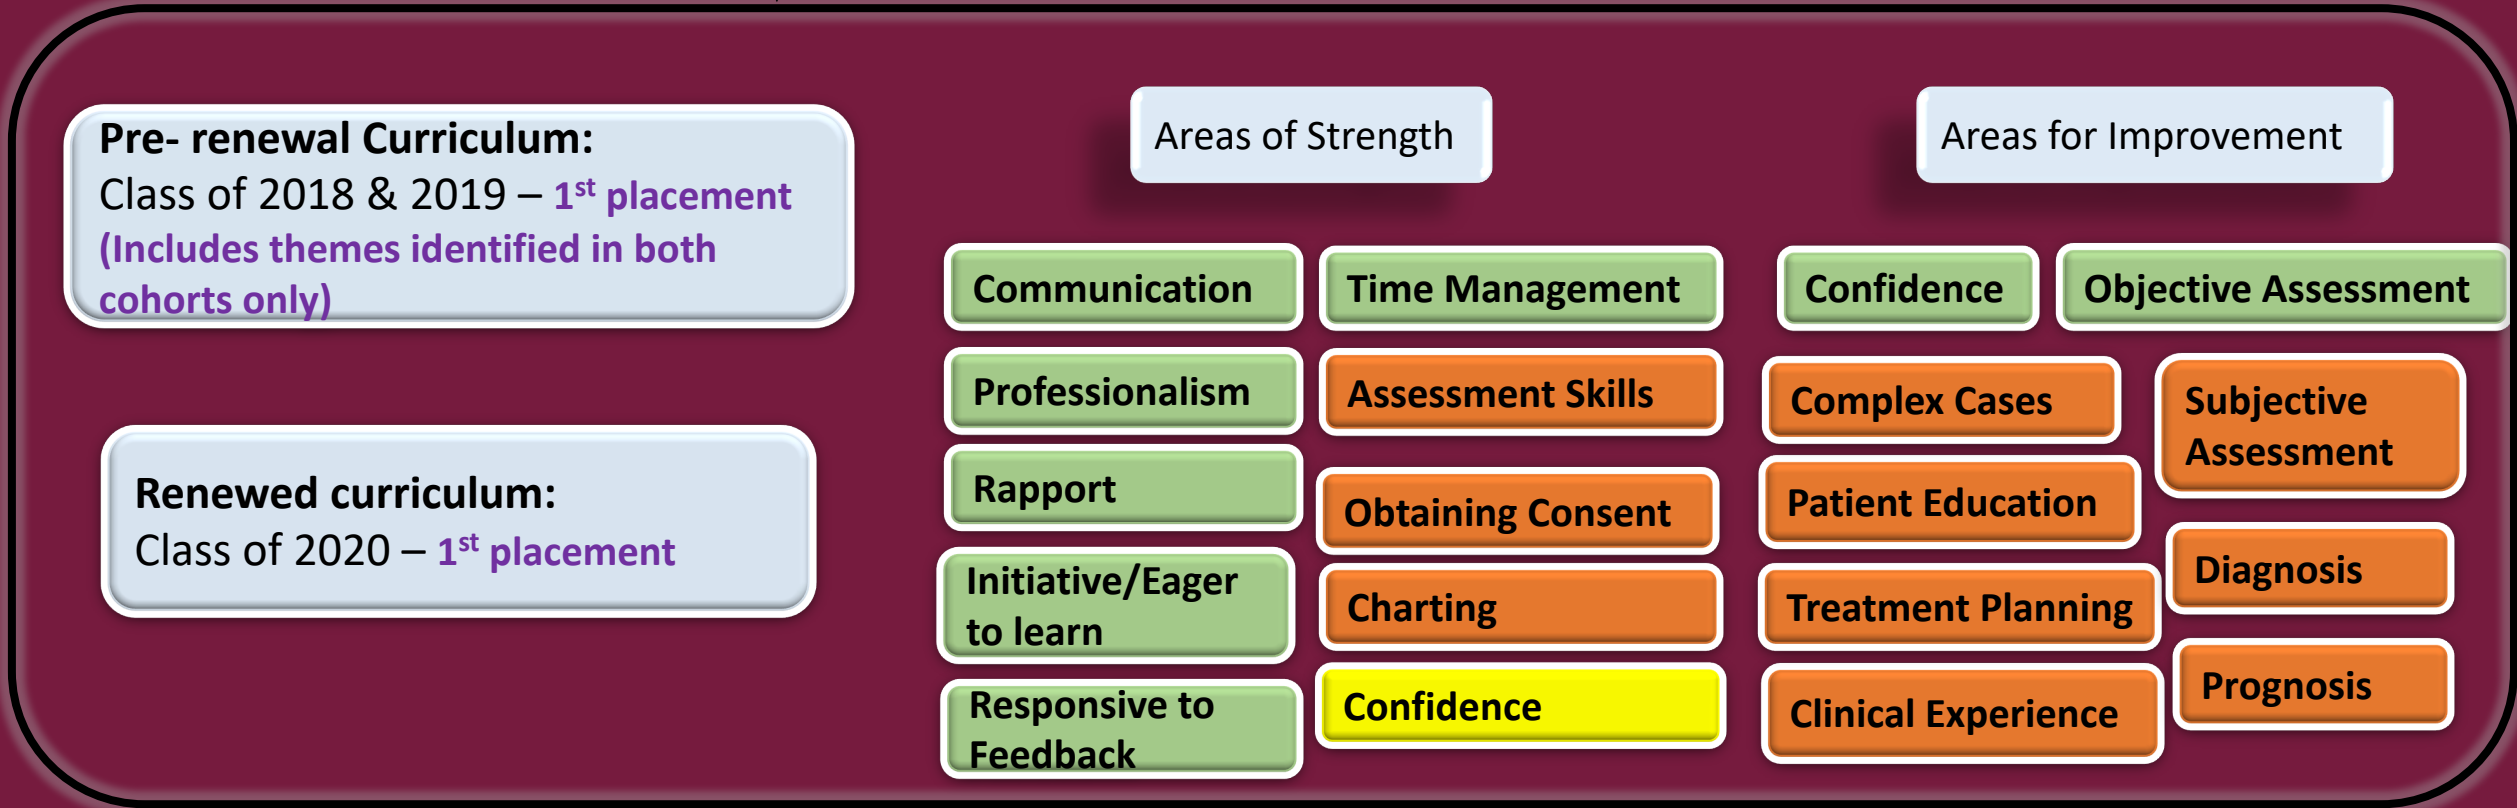 Pre- renewal Curriculum:
Class of 2018 & 2019 – 1st placement
(Includes themes identified in both
cohorts only)
Renewed curriculum:
Class of 2020 – 1st placement
Areas of Strength
Communication
Professionalism
Rapport
Initiative/Eager
to learn
Responsive to
Feedback
Time Management
Assessment Skills
Obtaining Consent
Charting
Confidence
Areas for Improvement
Confidence
Complex Cases
Patient Education
Treatment Planning
Clinical Experience
Objective Assessment
Subjective
Assessment
Diagnosis
Prognosis